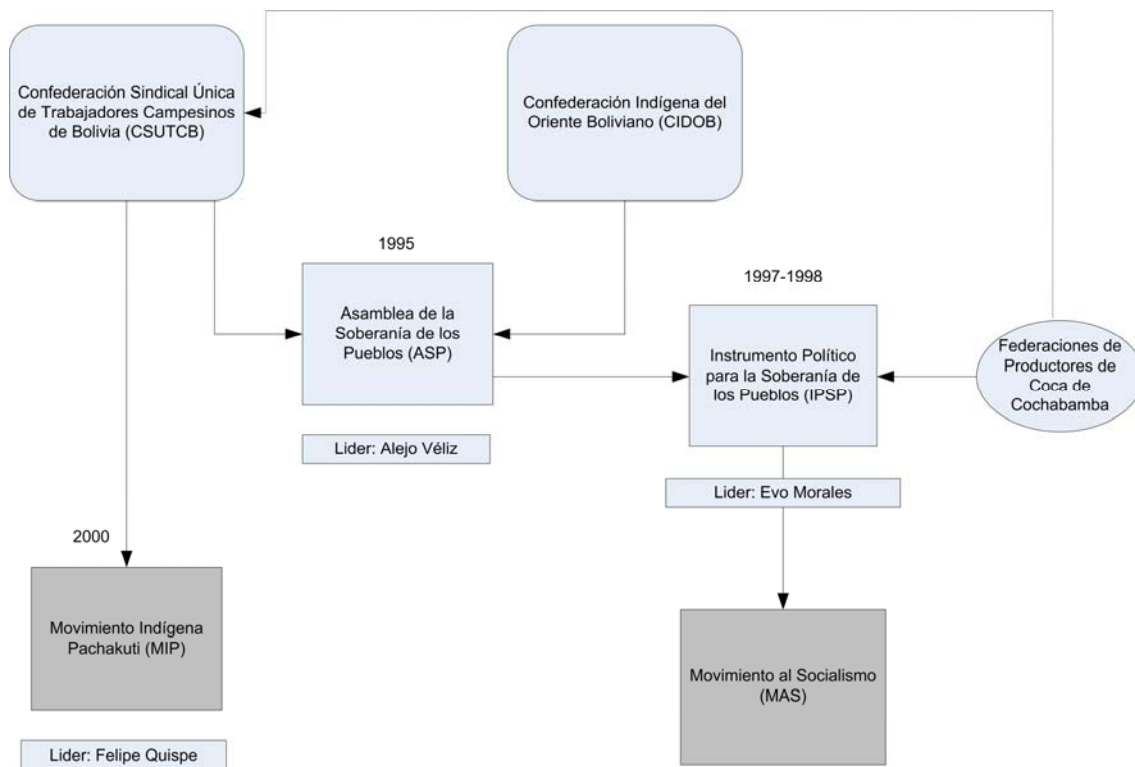 Confederación Sindical Única
de Trabajadores Campesinos
de Bolivia (CSUTCB)
Confederación Indígena del
Oriente Boliviano (CIDOB)
1995
Asamblea de la
Soberanía de los
Pueblos (ASP)
Lider: Alejo Véliz
1997-1998
Instrumento Político
para la Soberanía de
los Pueblos (IPSP)
Lider: Evo Morales
Federaciones de
Productores de
Coca de
Cochabamba
2000
Movimiento Indígena
Pachakuti (MIP)
Lider: Felipe Quispe
Movimiento al Socialismo
(MAS)